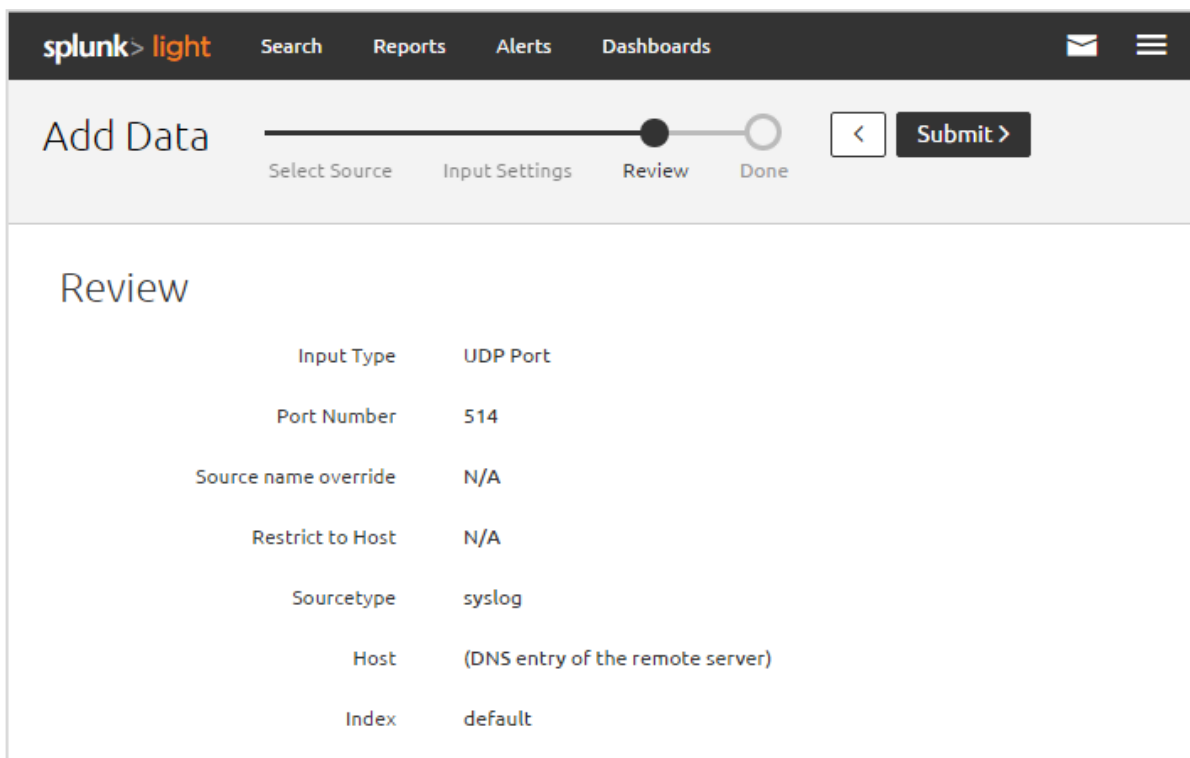 splunk> light Search Reports Alerts Dashboards
Add Data < Submit >
Select Source Input Settings Review Done
Review
Input Type UDP Port
Port Number 514
Source name override N/A
Restrict to Host N/A
Sourcetype syslog
Host (DNS entry of the remote server)
Index default